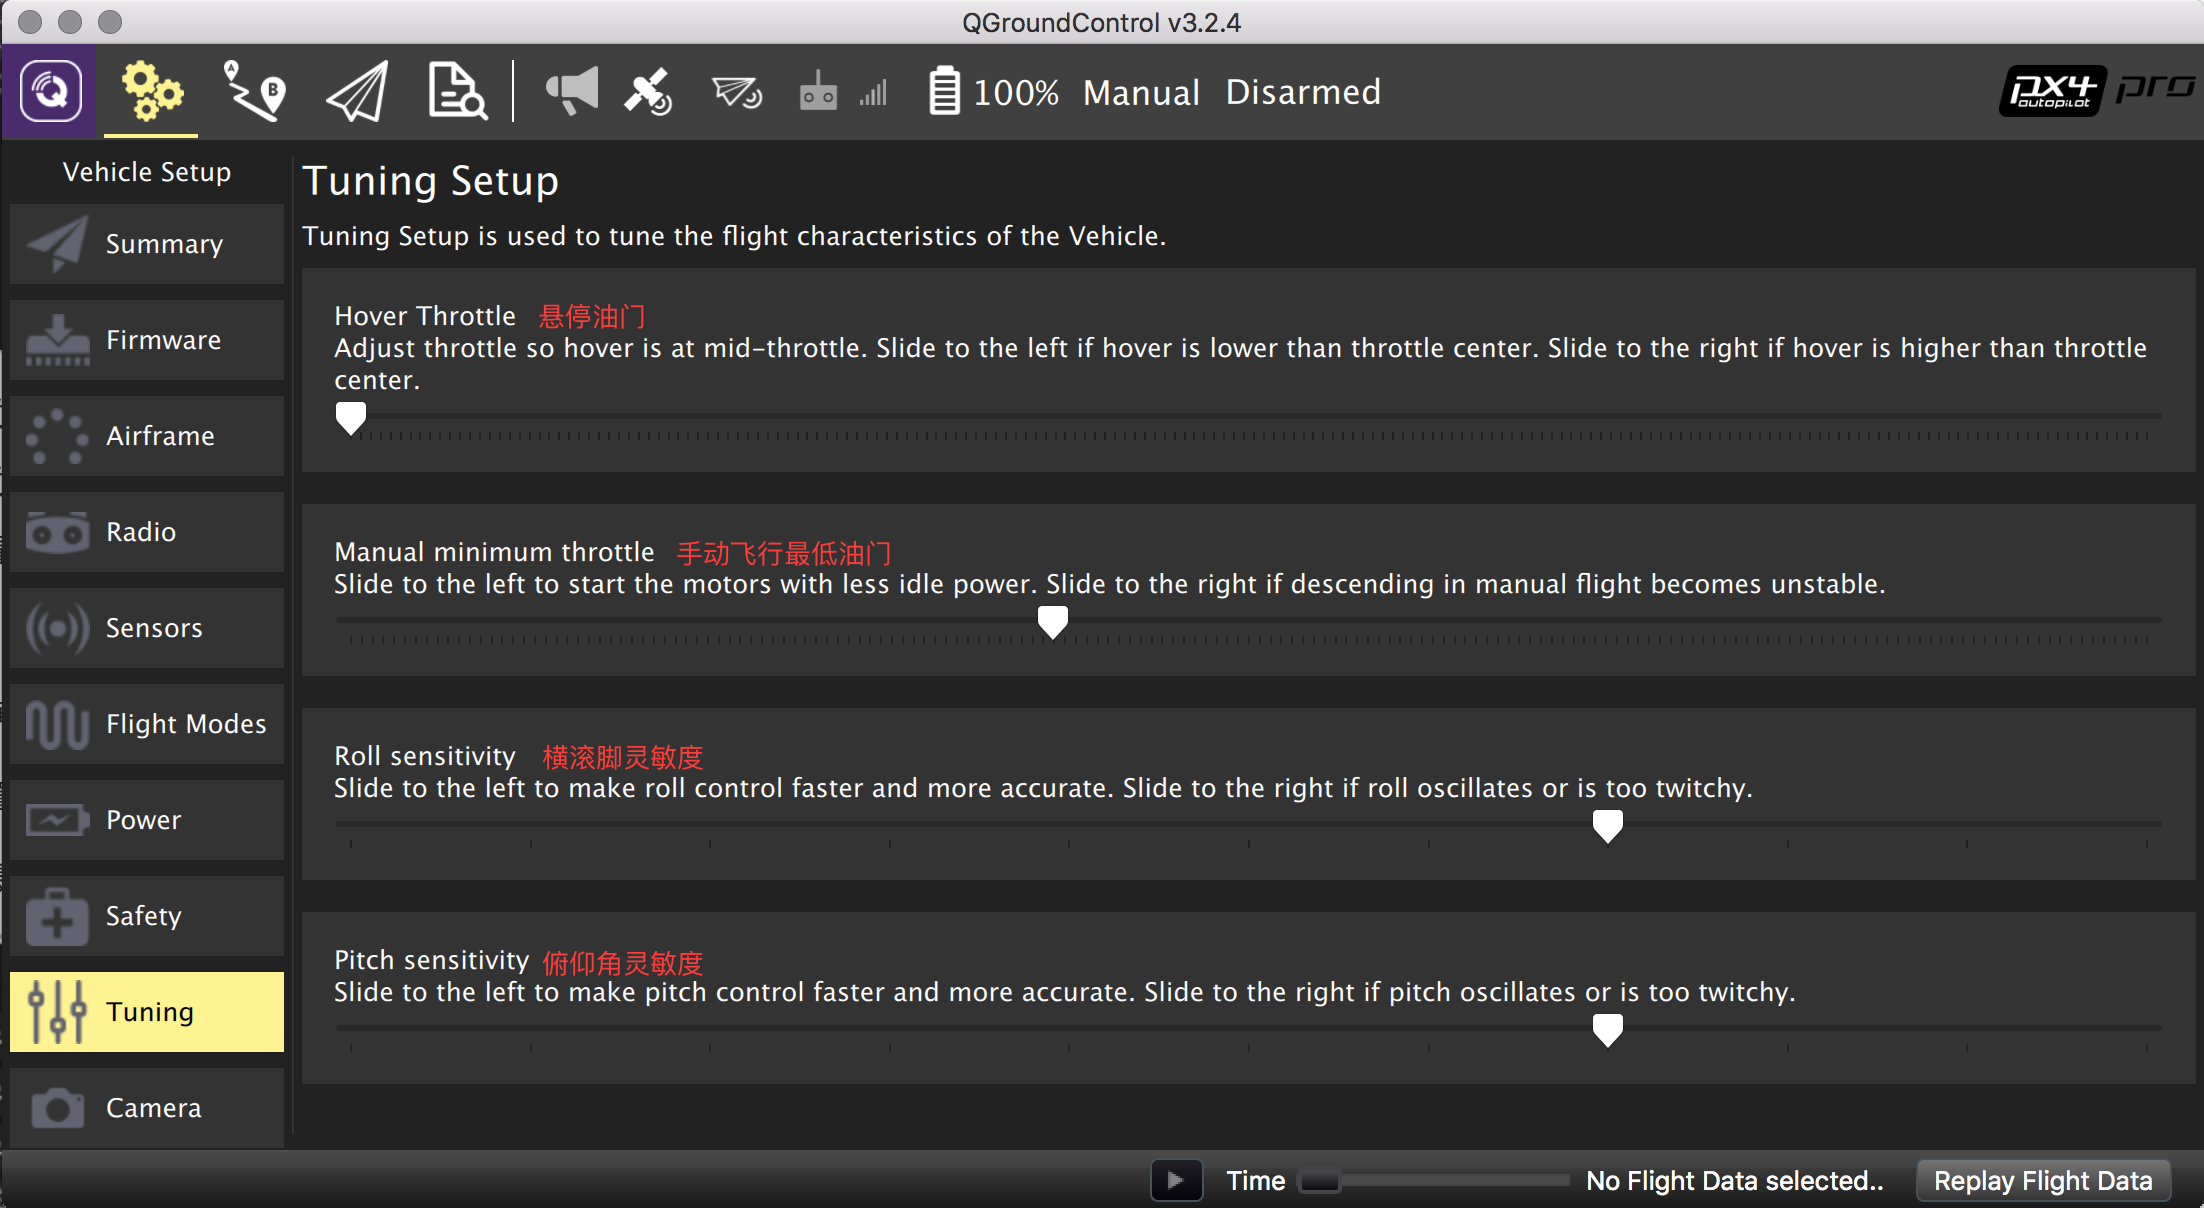 QGroundControl v3.2.4
100% Manual Disarmed
px4 autopilot pro
Vehicle Setup
Summary
Firmware
Airframe
Radio
Sensors
Flight Modes
Power
Safety
Tuning
Camera
Tuning Setup
Tuning Setup is used to tune the flight characteristics of the Vehicle.
Hover Throttle 悬停油门
Adjust throttle so hover is at mid-throttle. Slide to the left if hover is lower than throttle center. Slide to the right if hover is higher than throttle
center.
Manual minimum throttle 手动飞行最低油门
Slide to the left to start the motors with less idle power. Slide to the right if descending in manual flight becomes unstable.
Roll sensitivity 横滚脚灵敏度
Slide to the left to make roll control faster and more accurate. Slide to the right if roll oscillates or is too twitchy.
Pitch sensitivity 俯仰角灵敏度
Slide to the left to make pitch control faster and more accurate. Slide to the right if pitch oscillates or is too twitchy.
Time No Flight Data selected.. Replay Flight Data